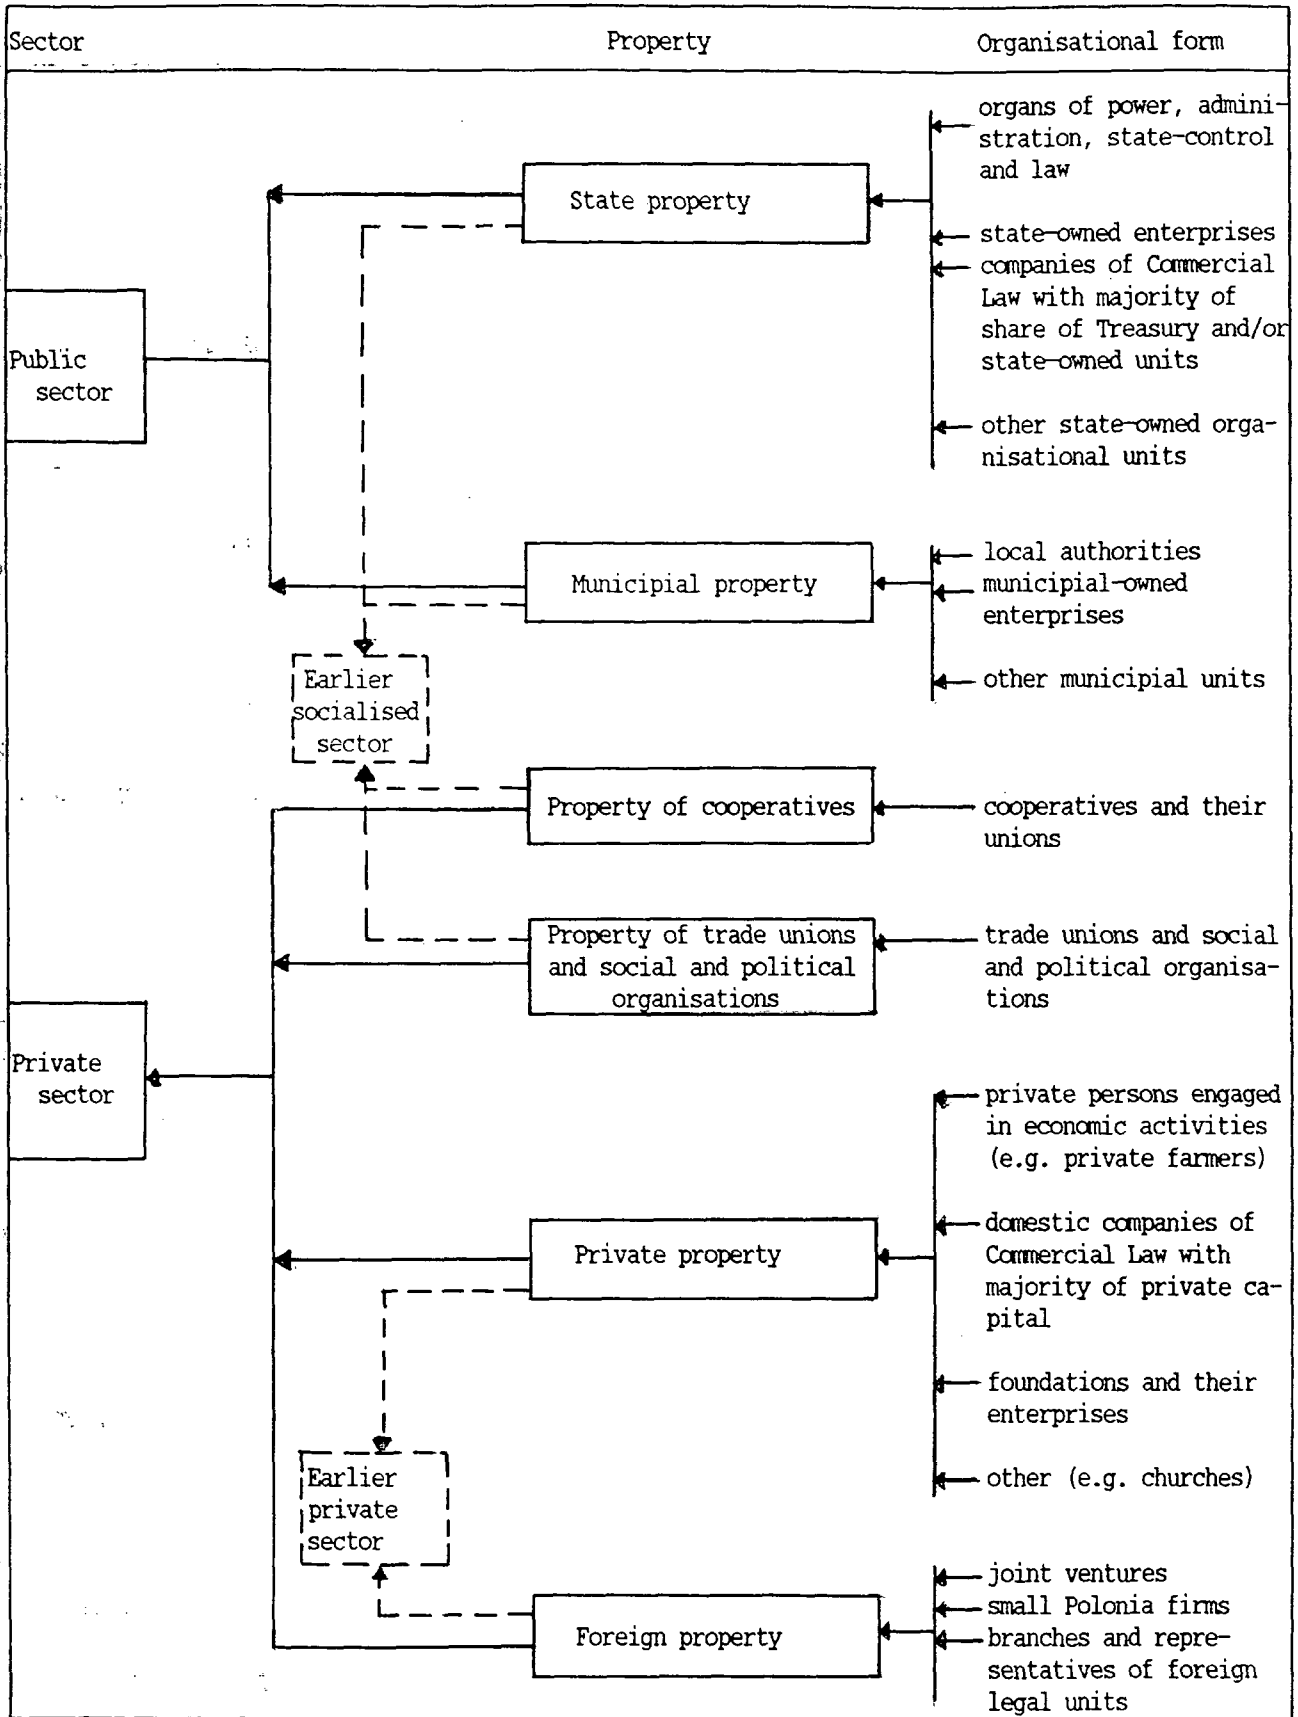 Sector
Property
Organisational form
organs of power, admini-
stration, state-control
and law
State property
state-owned enterprises
companies of Commercial
Law with majority of
share of Treasury and/or
state-owned units
Public
sector
other state-owned orga-
nisational units
local authorities
Municipial property
municipial-owned
enterprises
other municipial units
Earlier
socialised
sector
Property of cooperatives
cooperatives and their
unions
Property of trade unions
and social and political
organisations
trade unions and social
and political organisa-
tions
Private
sector
private persons engaged
in economic activities
(e.g. private farmers)
Private property
domestic companies of
Commercial Law with
majority of private ca-
pital
foundations and their
enterprises
Earlier
private
sector
other (e.g. churches)
Foreign property
joint ventures
small Polonia firms
branches and repre-
sentatives of foreign
legal units